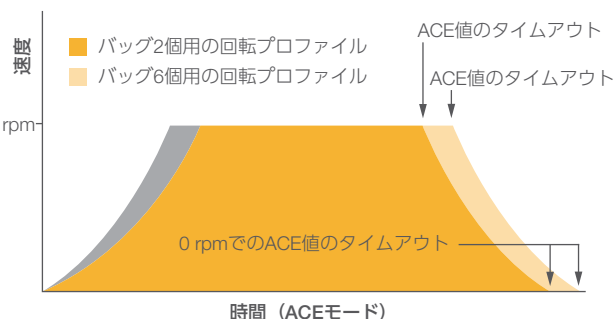 ACE値のタイムアウト
速度
バッグ2個用の回転プロファイル
バッグ6個用の回転プロファイル
ACE値のタイムアウト
rpm
0 rpmでのACE値のタイムアウト
時間（ACEモード）